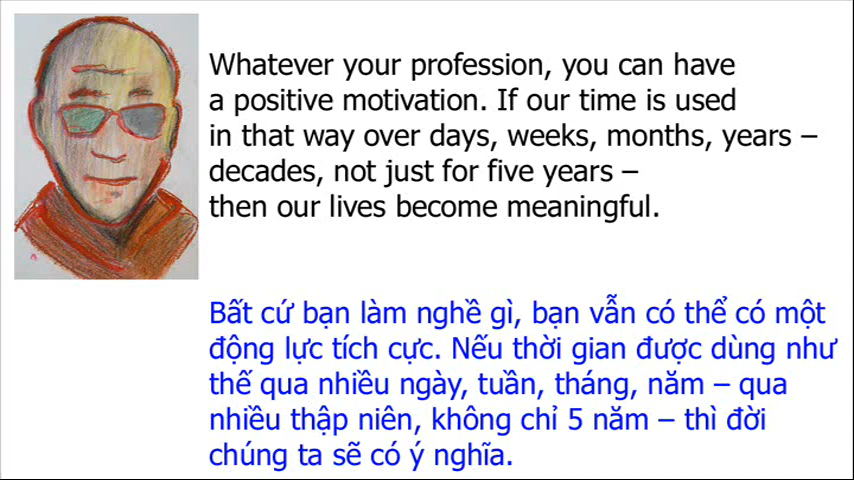 Whatever your profession, you can have
a positive motivation. If our time is used
in that way over days, weeks, months, years –
decades, not just for five years –
then our lives become meaningful.
Bất cứ bạn làm nghề gì, bạn vẫn có thể có một
động lực tích cực. Nếu thời gian được dùng như
thế qua nhiều ngày, tuần, tháng, năm – qua
nhiều thập niên, không chỉ 5 năm – thì đời
chúng ta sẽ có ý nghĩa.